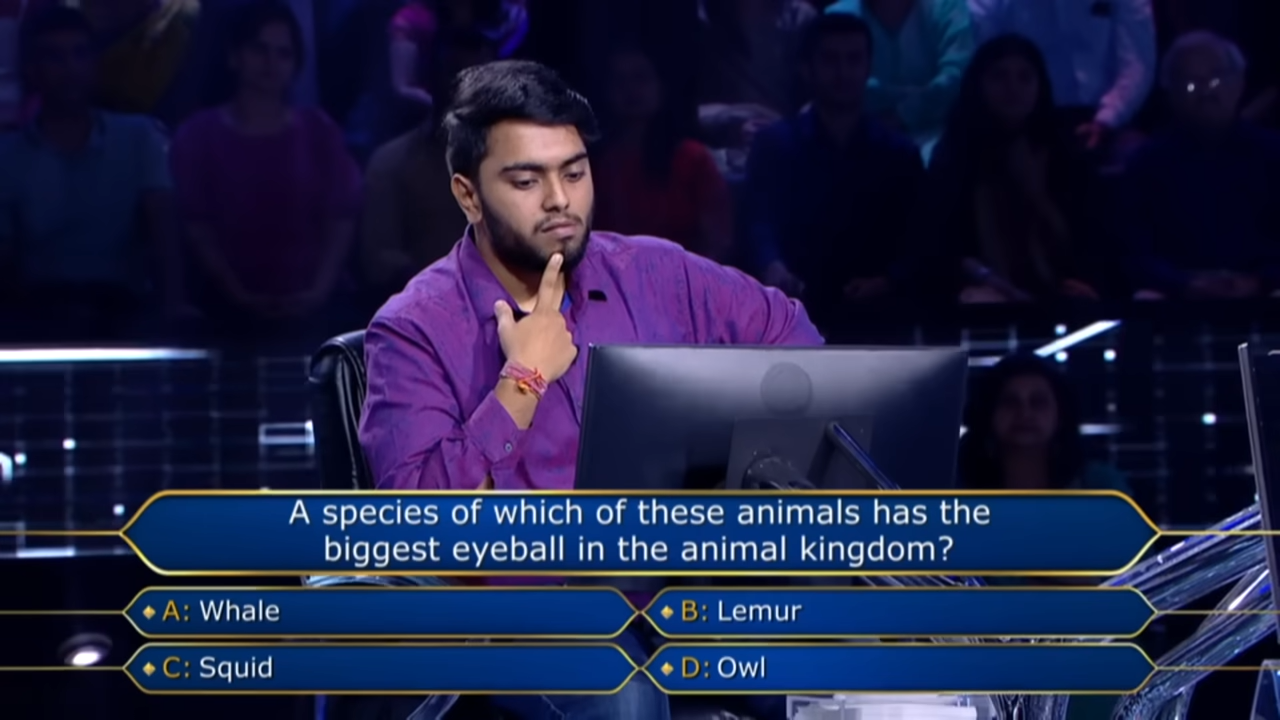 A species of which of these animals has the
biggest eyeball in the animal kingdom?
A: Whale
B: Lemur
C: Squid
D: Owl